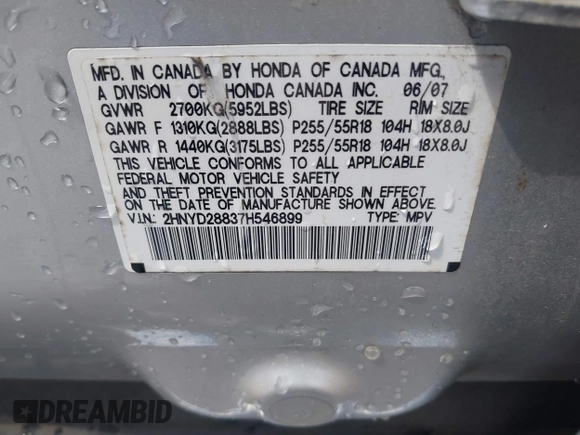 MFD. IN CANADA BY HONDA OF CANADA MFG.,
A DIVISION OF HONDA CANADA INC. 06/07
GVWR 2700KG(5952LBS) TIRE SIZE RIM SIZE
GAWR F 1310KG(2888LBS) P255/55R18 104H 18X8.0J
GAWR R 1440KG(3175LBS) P255/55R18 104H 18X8.0J
THIS VEHICLE CONFORMS TO ALL APPLICABLE
FEDERAL MOTOR VEHICLE SAFETY
AND THEFT PREVENTION STANDARDS IN EFFECT
ON THE DATE OF MANUFACTURE SHOWN ABOVE.
V.I.N.: 2HNYD28837H546899 TYPE: MPV
DREAMBID